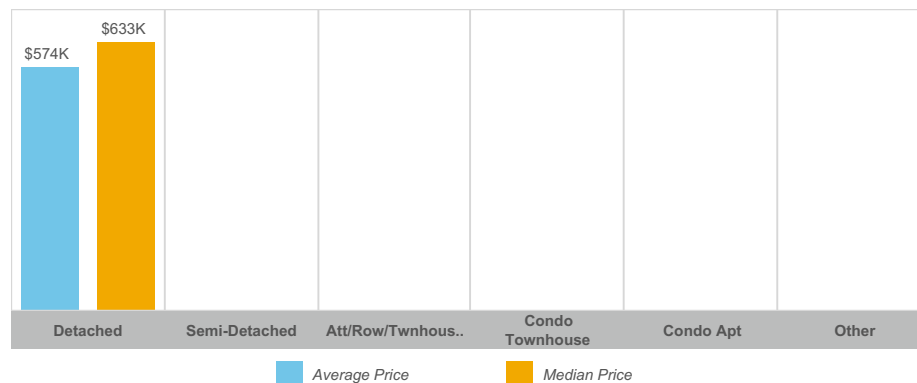 $574K
$633K
Detached
Semi-Detached
Att/Row/Twnhous..
Condo
Townhouse
Condo Apt
Other
Average Price
Median Price